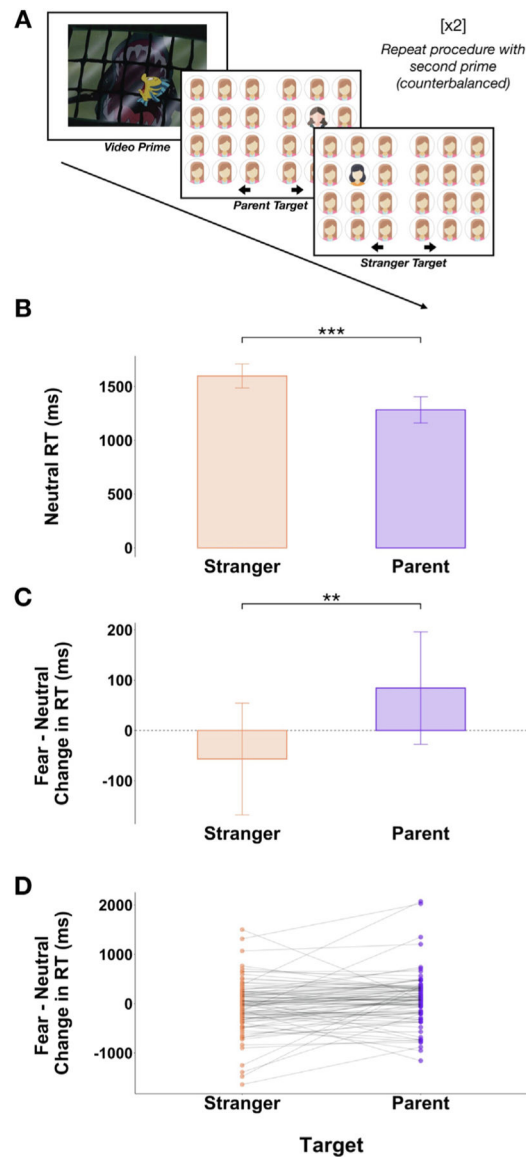 A
[x2]
Repeat procedure with
second prime
(counterbalanced)
Video Prime
Parent Target
Stranger Target
B
***
Neutral RT (ms)
1500
1000
500
0
Stranger
Parent
C
**
Fear - Neutral
Change in RT (ms)
200
100
0
-100
Stranger
Parent
D
Fear - Neutral
Change in RT (ms)
2000
1000
0
-1000
Stranger
Parent
Target